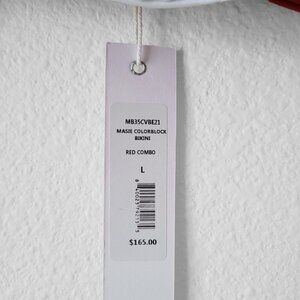 MB35CVBE21
MASIE COLORBLOCK
BIKINI
RED COMBO
L
$165.00